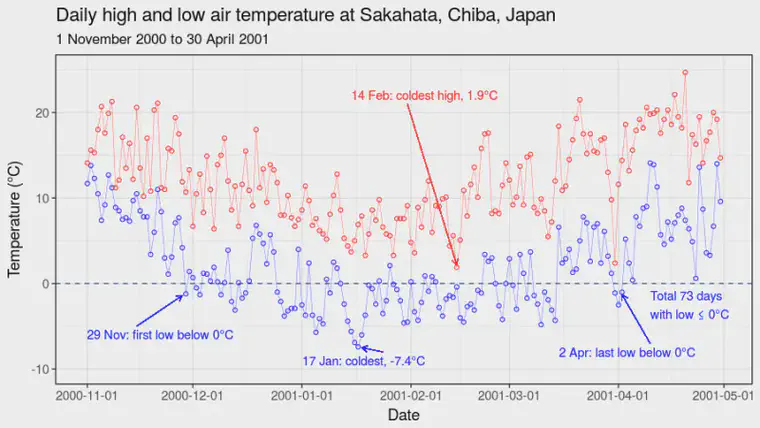 Daily high and low air temperature at Sakahata, Chiba, Japan
1 November 2000 to 30 April 2001
Temperature (°C)
20
10
0
-10
14 Feb: coldest high, 1.9°C
29 Nov: first low below 0°C
17 Jan: coldest, -7.4°C
Total 73 days
with low ≤ 0°C
2 Apr: last low below 0°C
2000-11-01
2000-12-01
2001-01-01
2001-02-01
2001-03-01
2001-04-01
2001-05-01
Date